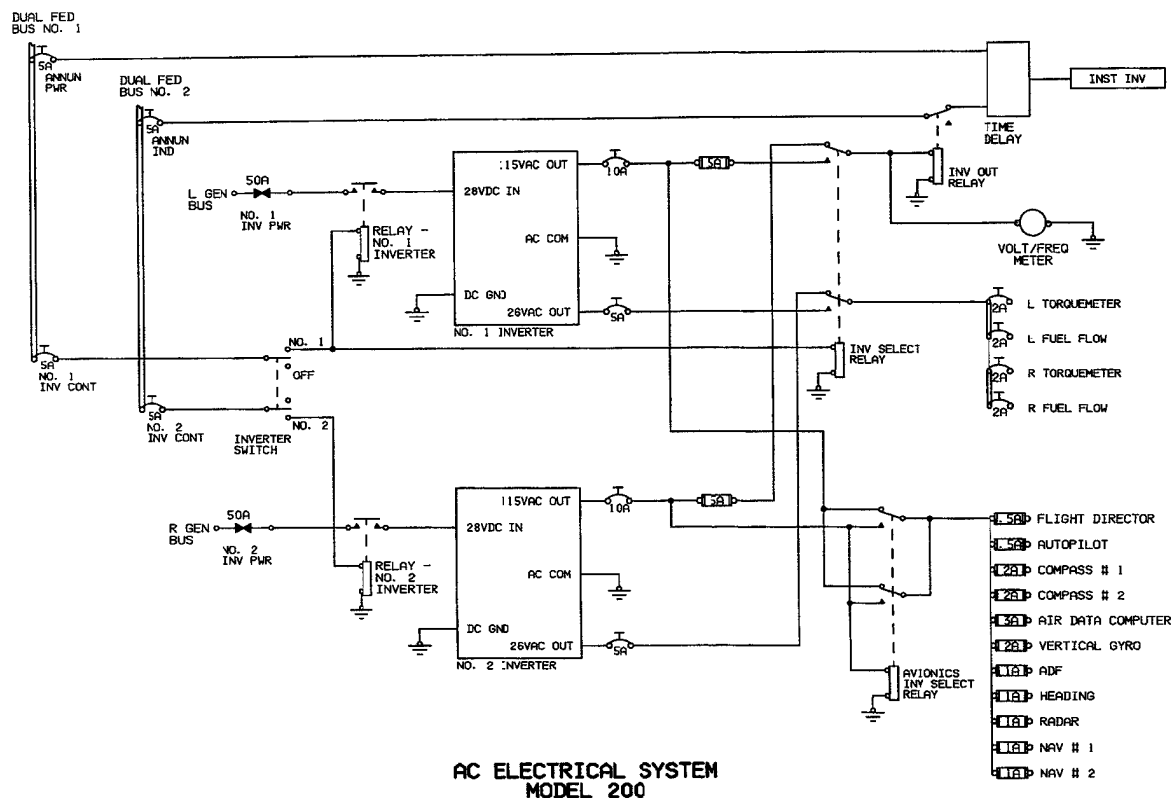 DUAL FED
BUS NO. 1
5A
ANNUN
PWR
DUAL FED
BUS NO. 2
5A
ANNUN
IND
TIME
DELAY
INST INV
INV OUT
RELAY
VOLT/FREQ
METER
L GEN
BUS
50A
NO. 1
INV PWR
RELAY -
NO. 1
INVERTER
115VAC OUT
28VDC IN
AC COM
DC GND
26VAC OUT
NO. 1 INVERTER
10A
5A
5A
INV SELECT
RELAY
2A L TORQUEMETER
2A L FUEL FLOW
2A R TORQUEMETER
2A R FUEL FLOW
5A
NO. 1
INV CONT
5A
NO. 2
INV CONT
NO. 1
OFF
NO. 2
INVERTER
SWITCH
R GEN
BUS
50A
NO. 2
INV PWR
RELAY -
NO. 2
INVERTER
115VAC OUT
28VDC IN
AC COM
DC GND
26VAC OUT
NO. 2 INVERTER
10A
5A
5A
AVIONICS
INV SELECT
RELAY
.5A FLIGHT DIRECTOR
.5A AUTOPILOT
2A COMPASS # 1
2A COMPASS # 2
3A AIR DATA COMPUTER
2A VERTICAL GYRO
1A ADF
1A HEADING
1A RADAR
1A NAV # 1
1A NAV # 2
AC ELECTRICAL SYSTEM
MODEL 200